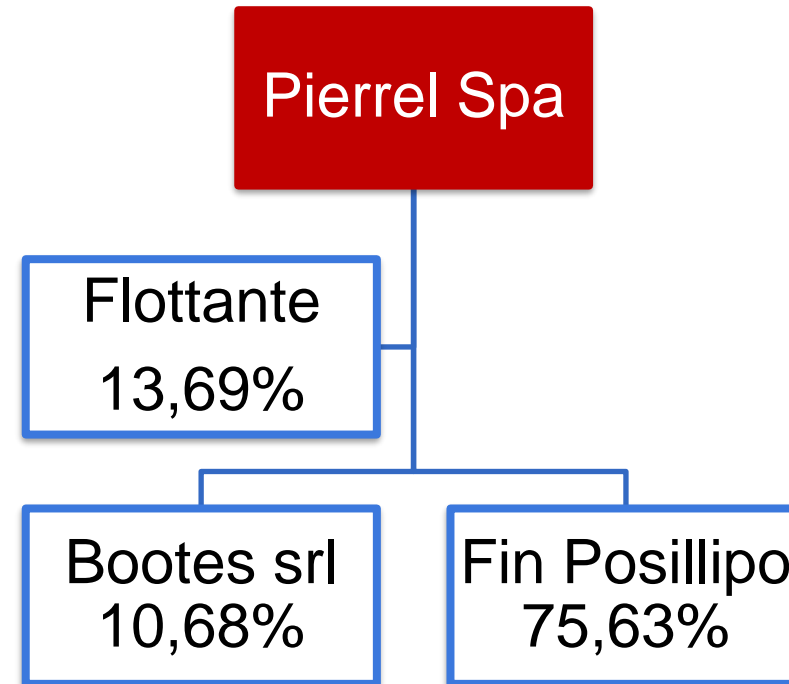 Pierrel Spa
Flottante
13,69%
Bootes srl
10,68%
Fin Posillipo
75,63%